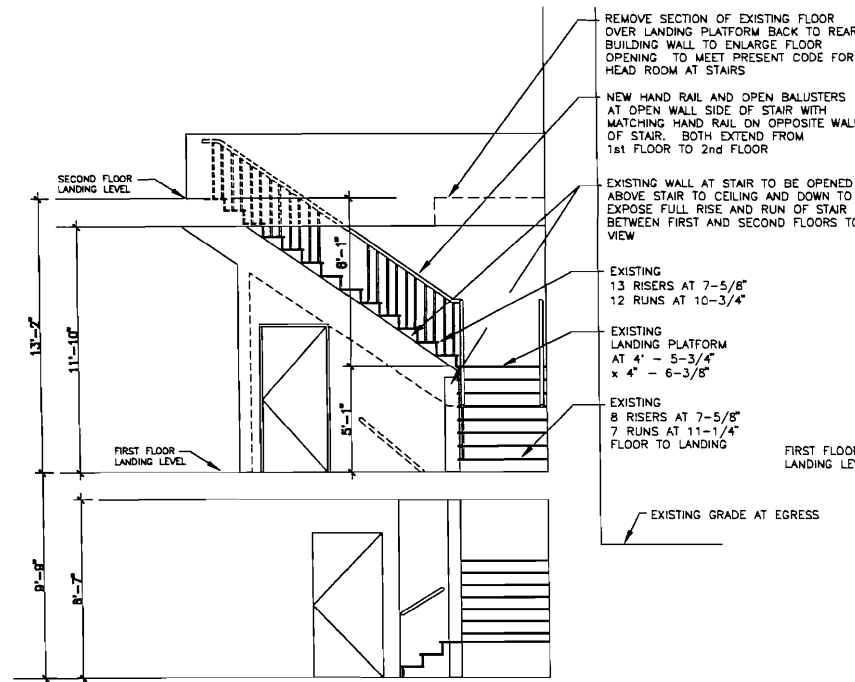 REMOVE SECTION OF EXISTING FLOOR
OVER LANDING PLATFORM BACK TO REAR
BUILDING WALL TO ENLARGE FLOOR
OPENING TO MEET PRESENT CODE FOR
HEAD ROOM AT STAIRS
NEW HAND RAIL AND OPEN BALUSTERS
AT OPEN WALL SIDE OF STAIR WITH
MATCHING HAND RAIL ON OPPOSITE WALL
OF STAIR. BOTH EXTEND FROM
1st FLOOR TO 2nd FLOOR
SECOND FLOOR
LANDING LEVEL
EXISTING WALL AT STAIR TO BE OPENED
ABOVE STAIR TO CEILING AND DOWN TO
EXPOSE FULL RISE AND RUN OF STAIR
BETWEEN FIRST AND SECOND FLOORS TO
VIEW
EXISTING
13 RISERS AT 7-5/8"
12 RUNS AT 10-3/4"
EXISTING
LANDING PLATFORM
AT 4' - 5-3/4"
x 4" - 6-3/8"
EXISTING
8 RISERS AT 7-5/8"
7 RUNS AT 11-1/4"
FLOOR TO LANDING
13'-2"
11'-10"
5'-1"
FIRST FLOOR
LANDING LEVEL
FIRST FLOOR
LANDING LE
EXISTING GRADE AT EGRESS
9'-9"
8'-7"